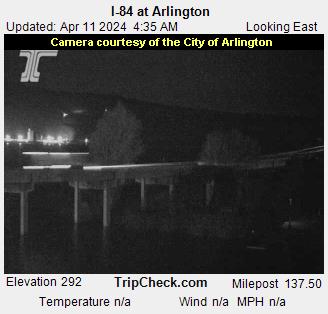 I-84 at Arlington
Updated: Apr 11 2024 4:35 AM Looking East
Camera courtesy of the City of Arlington
Elevation 292 TripCheck.com Milepost 137.50
Temperature n/a Wind n/a MPH n/a